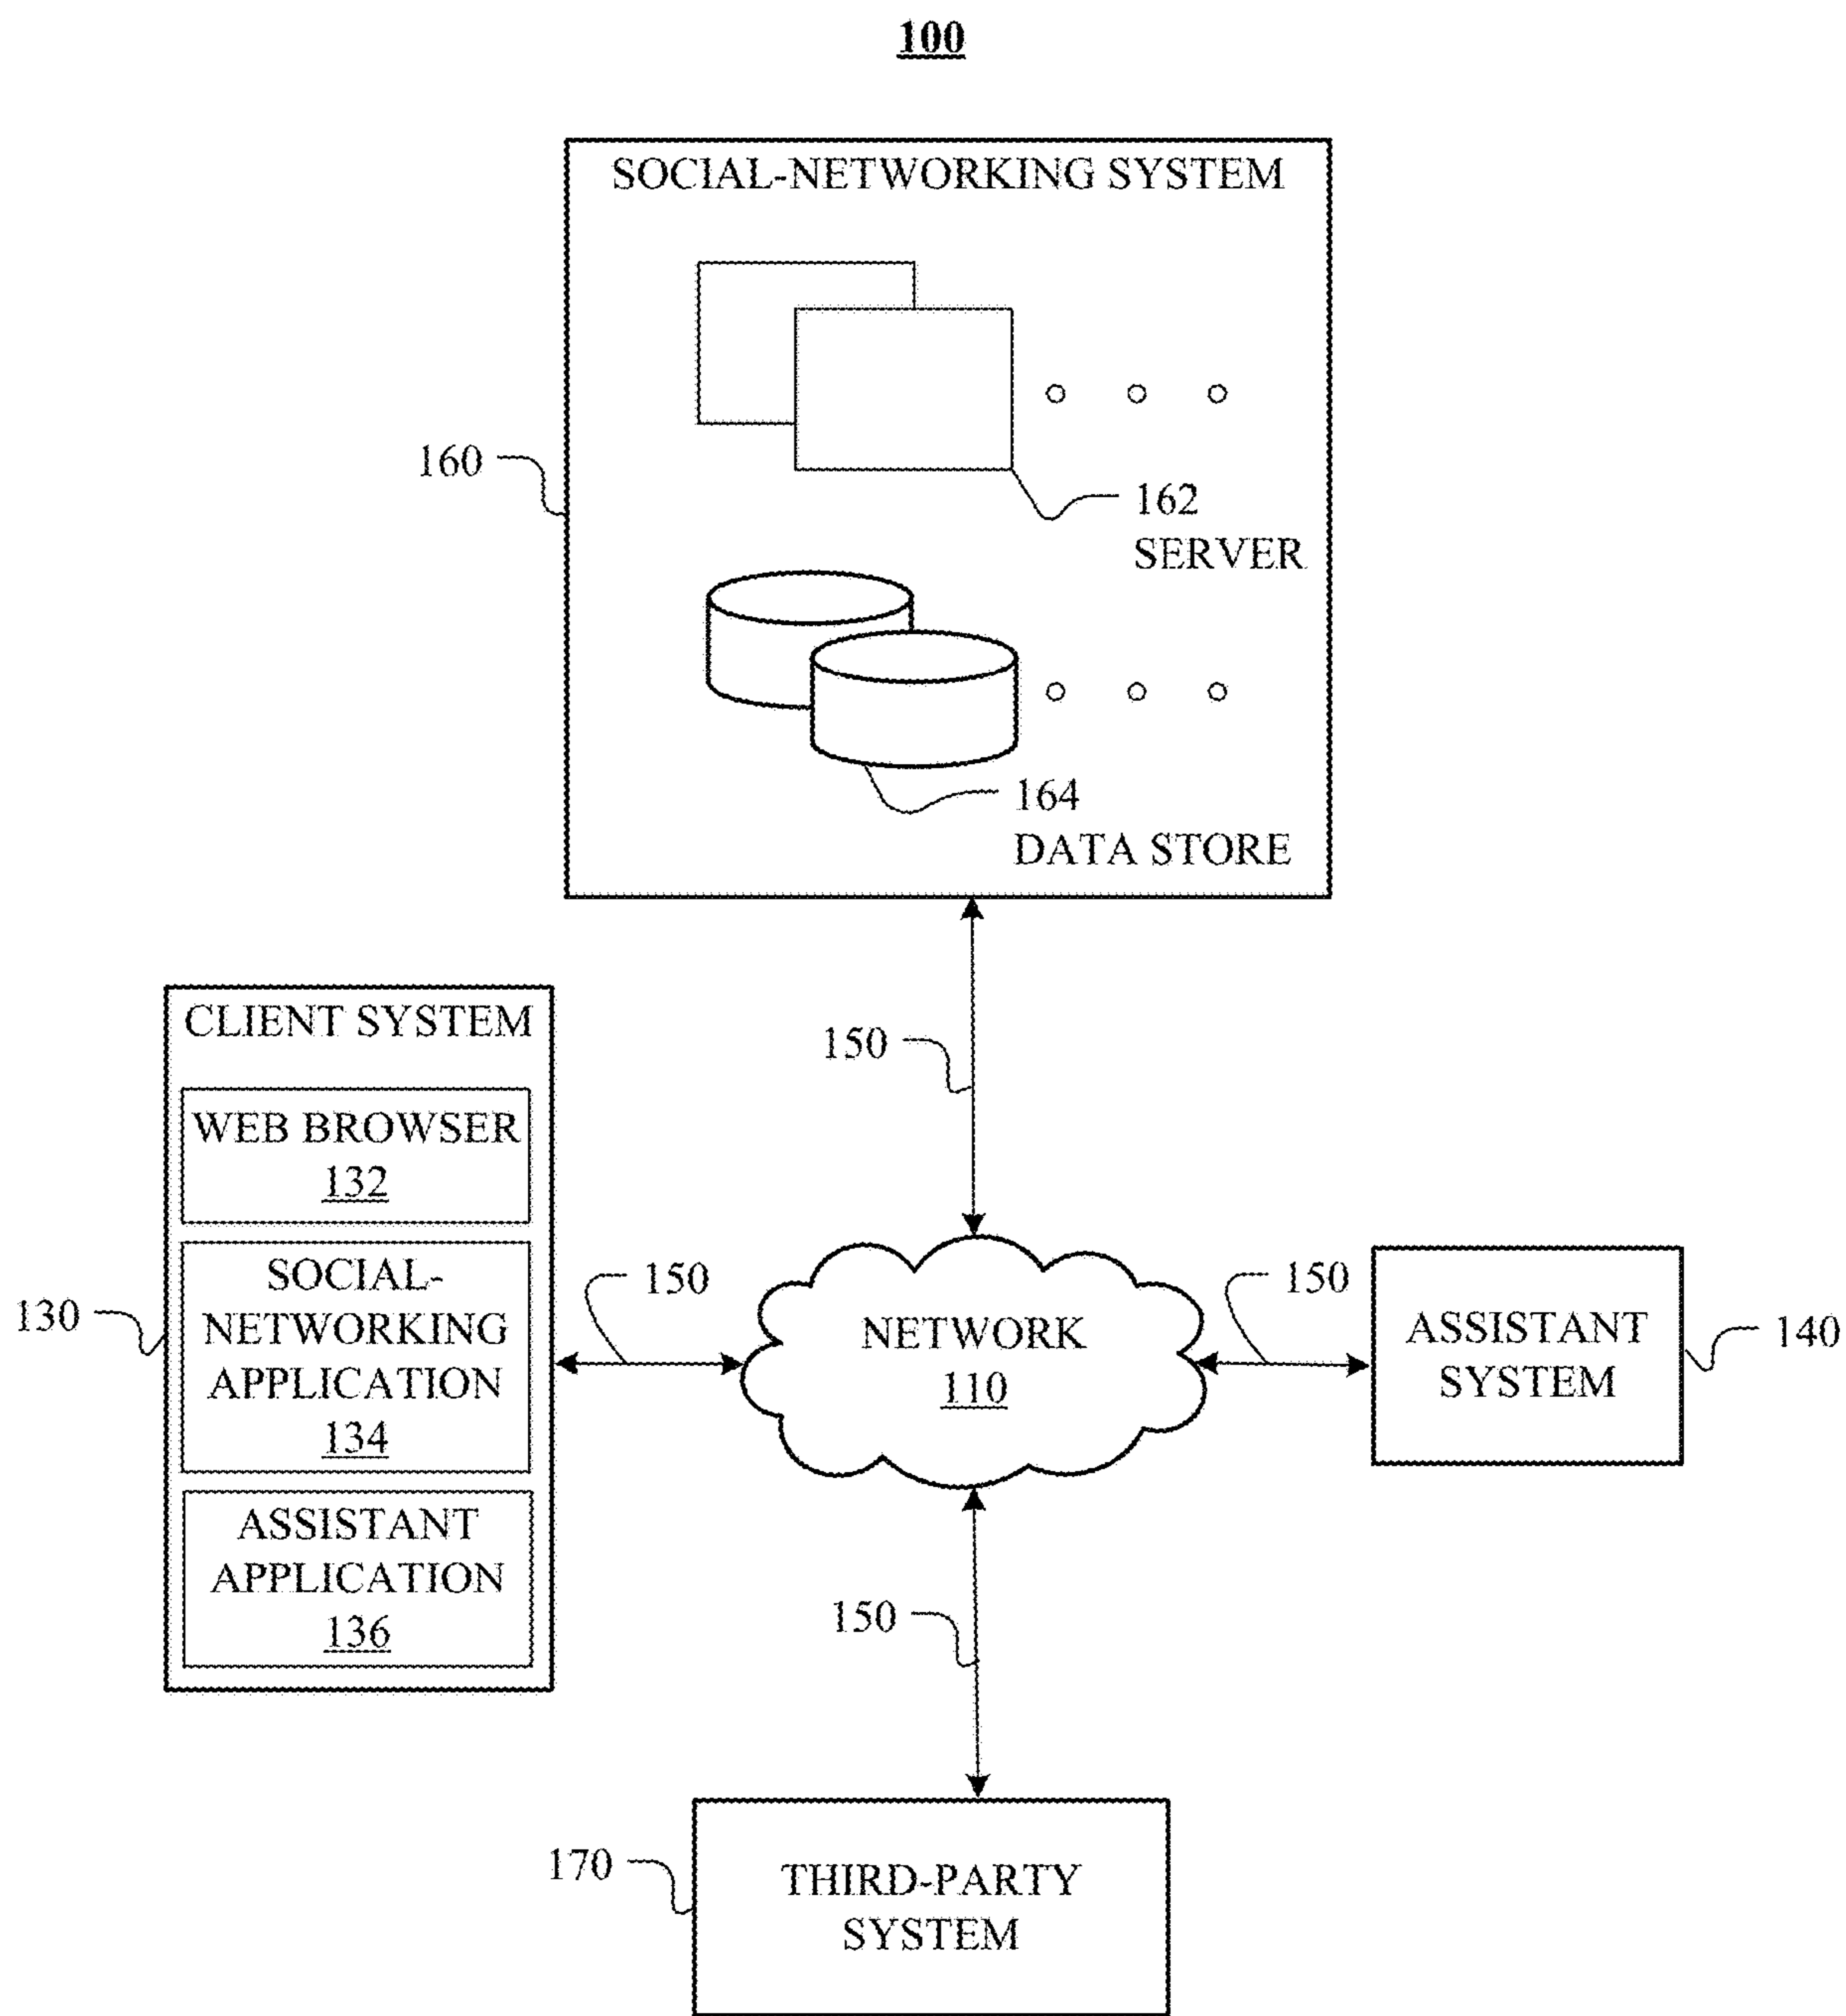 100
SOCIAL-NETWORKING SYSTEM
160
162
SERVER
164
DATA STORE
CLIENT SYSTEM
WEB BROWSER
132
SOCIAL-
NETWORKING
APPLICATION
134
ASSISTANT
APPLICATION
136
130
150
150
NETWORK
110
150
ASSISTANT
SYSTEM
140
150
170
THIRD-PARTY
SYSTEM